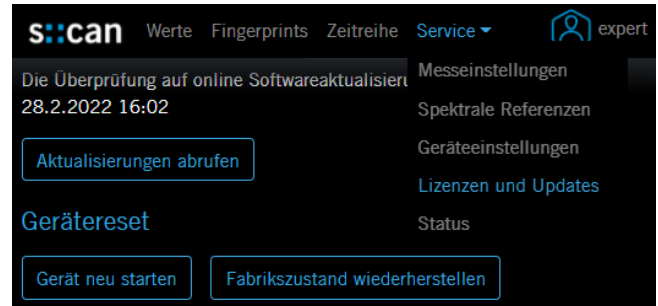 s::can Werte Fingerprints Zeitreihe Service expert
Die Überprüfung auf online
28.2.2022 16:02
Aktualisierungen abrufen
Messeinstellungen
Spektrale Referenzen
Geräteeinstellungen
Lizenzen und Updates
Status
Gerätereset
Gerät neu starten Fabrikszustand wiederherstellen